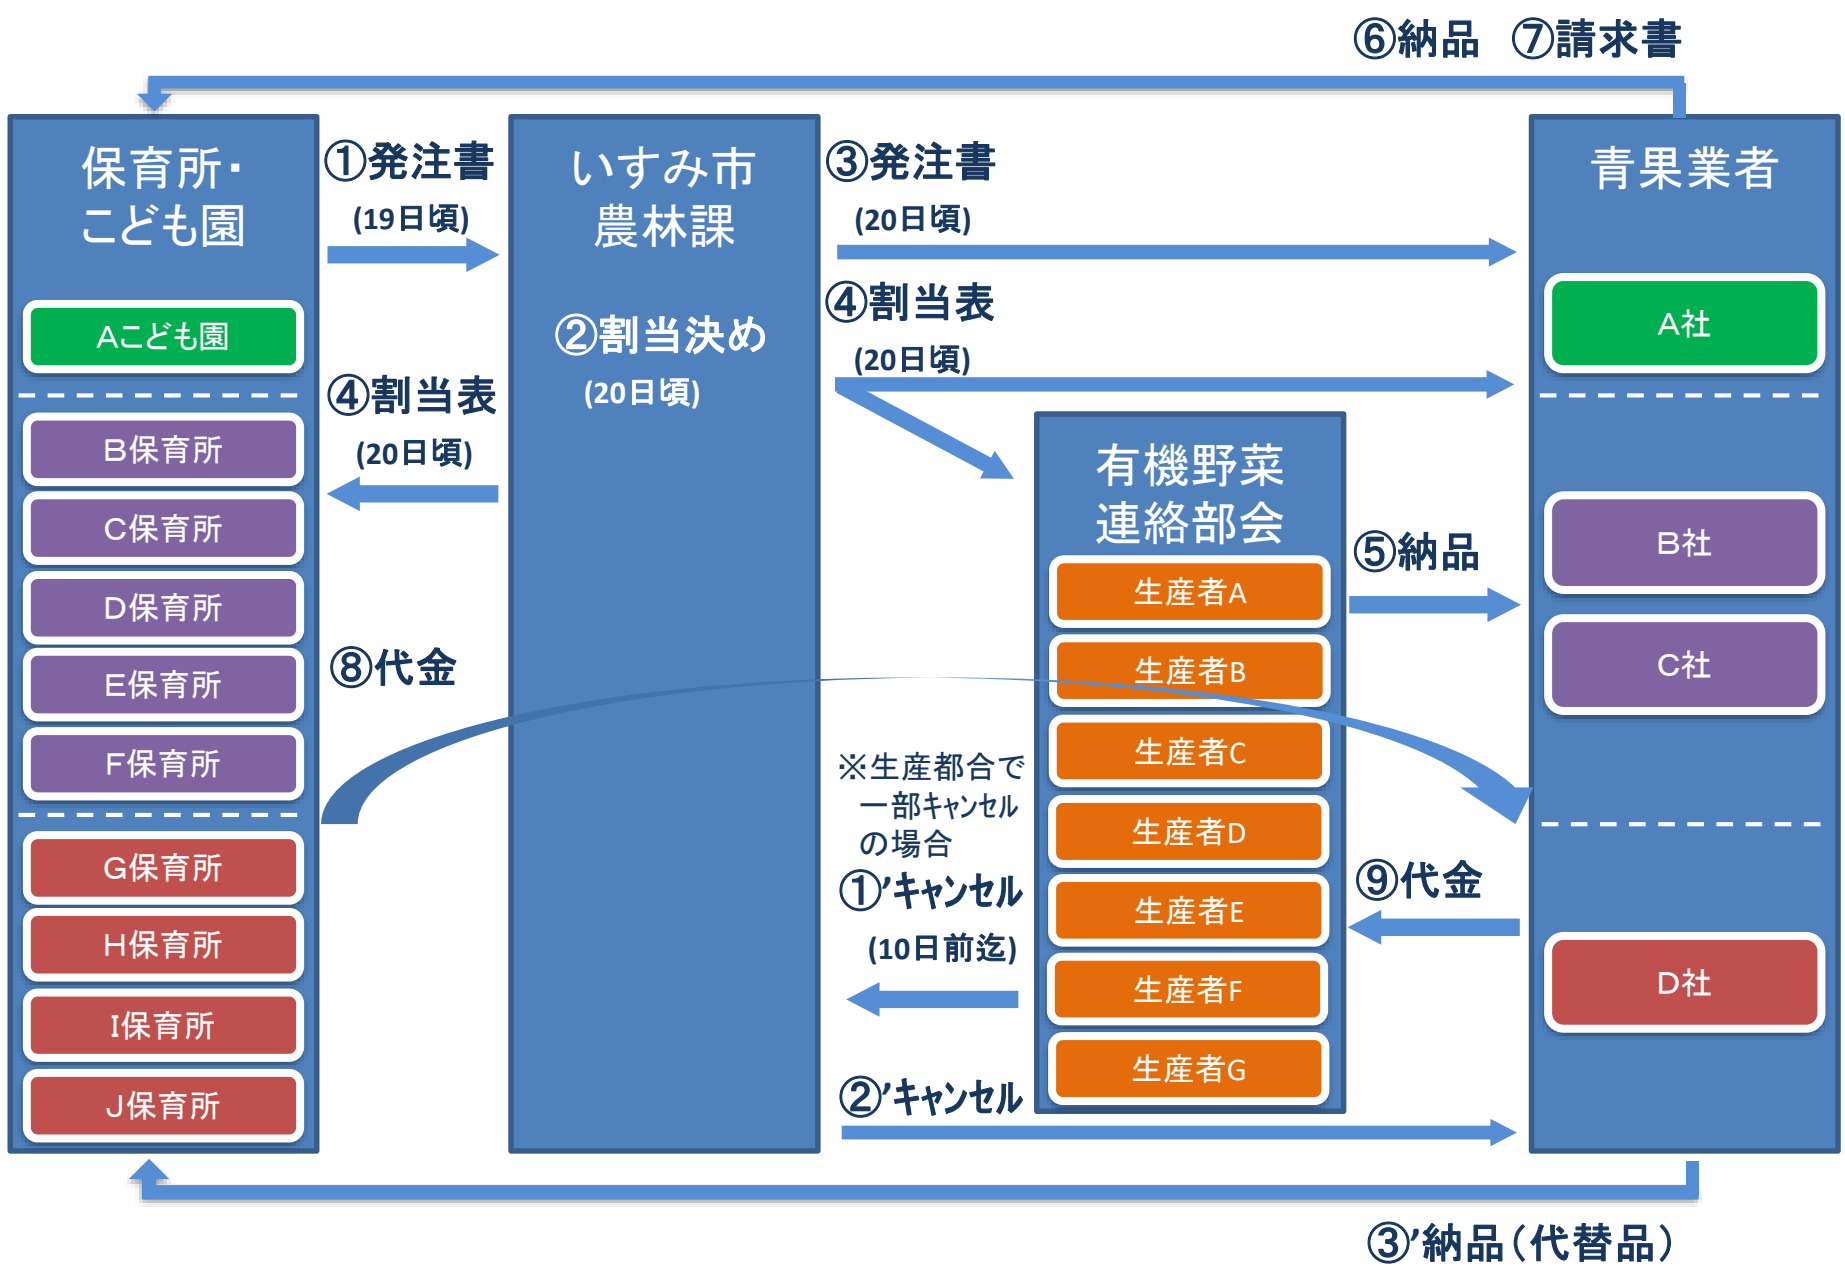 ⑥納品　⑦請求書
保育所・
こども園
Aこども園
B保育所
C保育所
D保育所
E保育所
F保育所
G保育所
H保育所
I保育所
J保育所
①発注書
(19日頃)
④割当表
(20日頃)
⑧代金
いすみ市
農林課
②割当決め
(20日頃)
③発注書
(20日頃)
④割当表
(20日頃)
有機野菜
連絡部会
生産者A
生産者B
生産者C
生産者D
生産者E
生産者F
生産者G
※生産都合で
一部キャンセル
の場合
①’キャンセル
(10日前迄)
②’キャンセル
⑤納品
⑨代金
青果業者
A社
B社
C社
D社
③’納品（代替品）